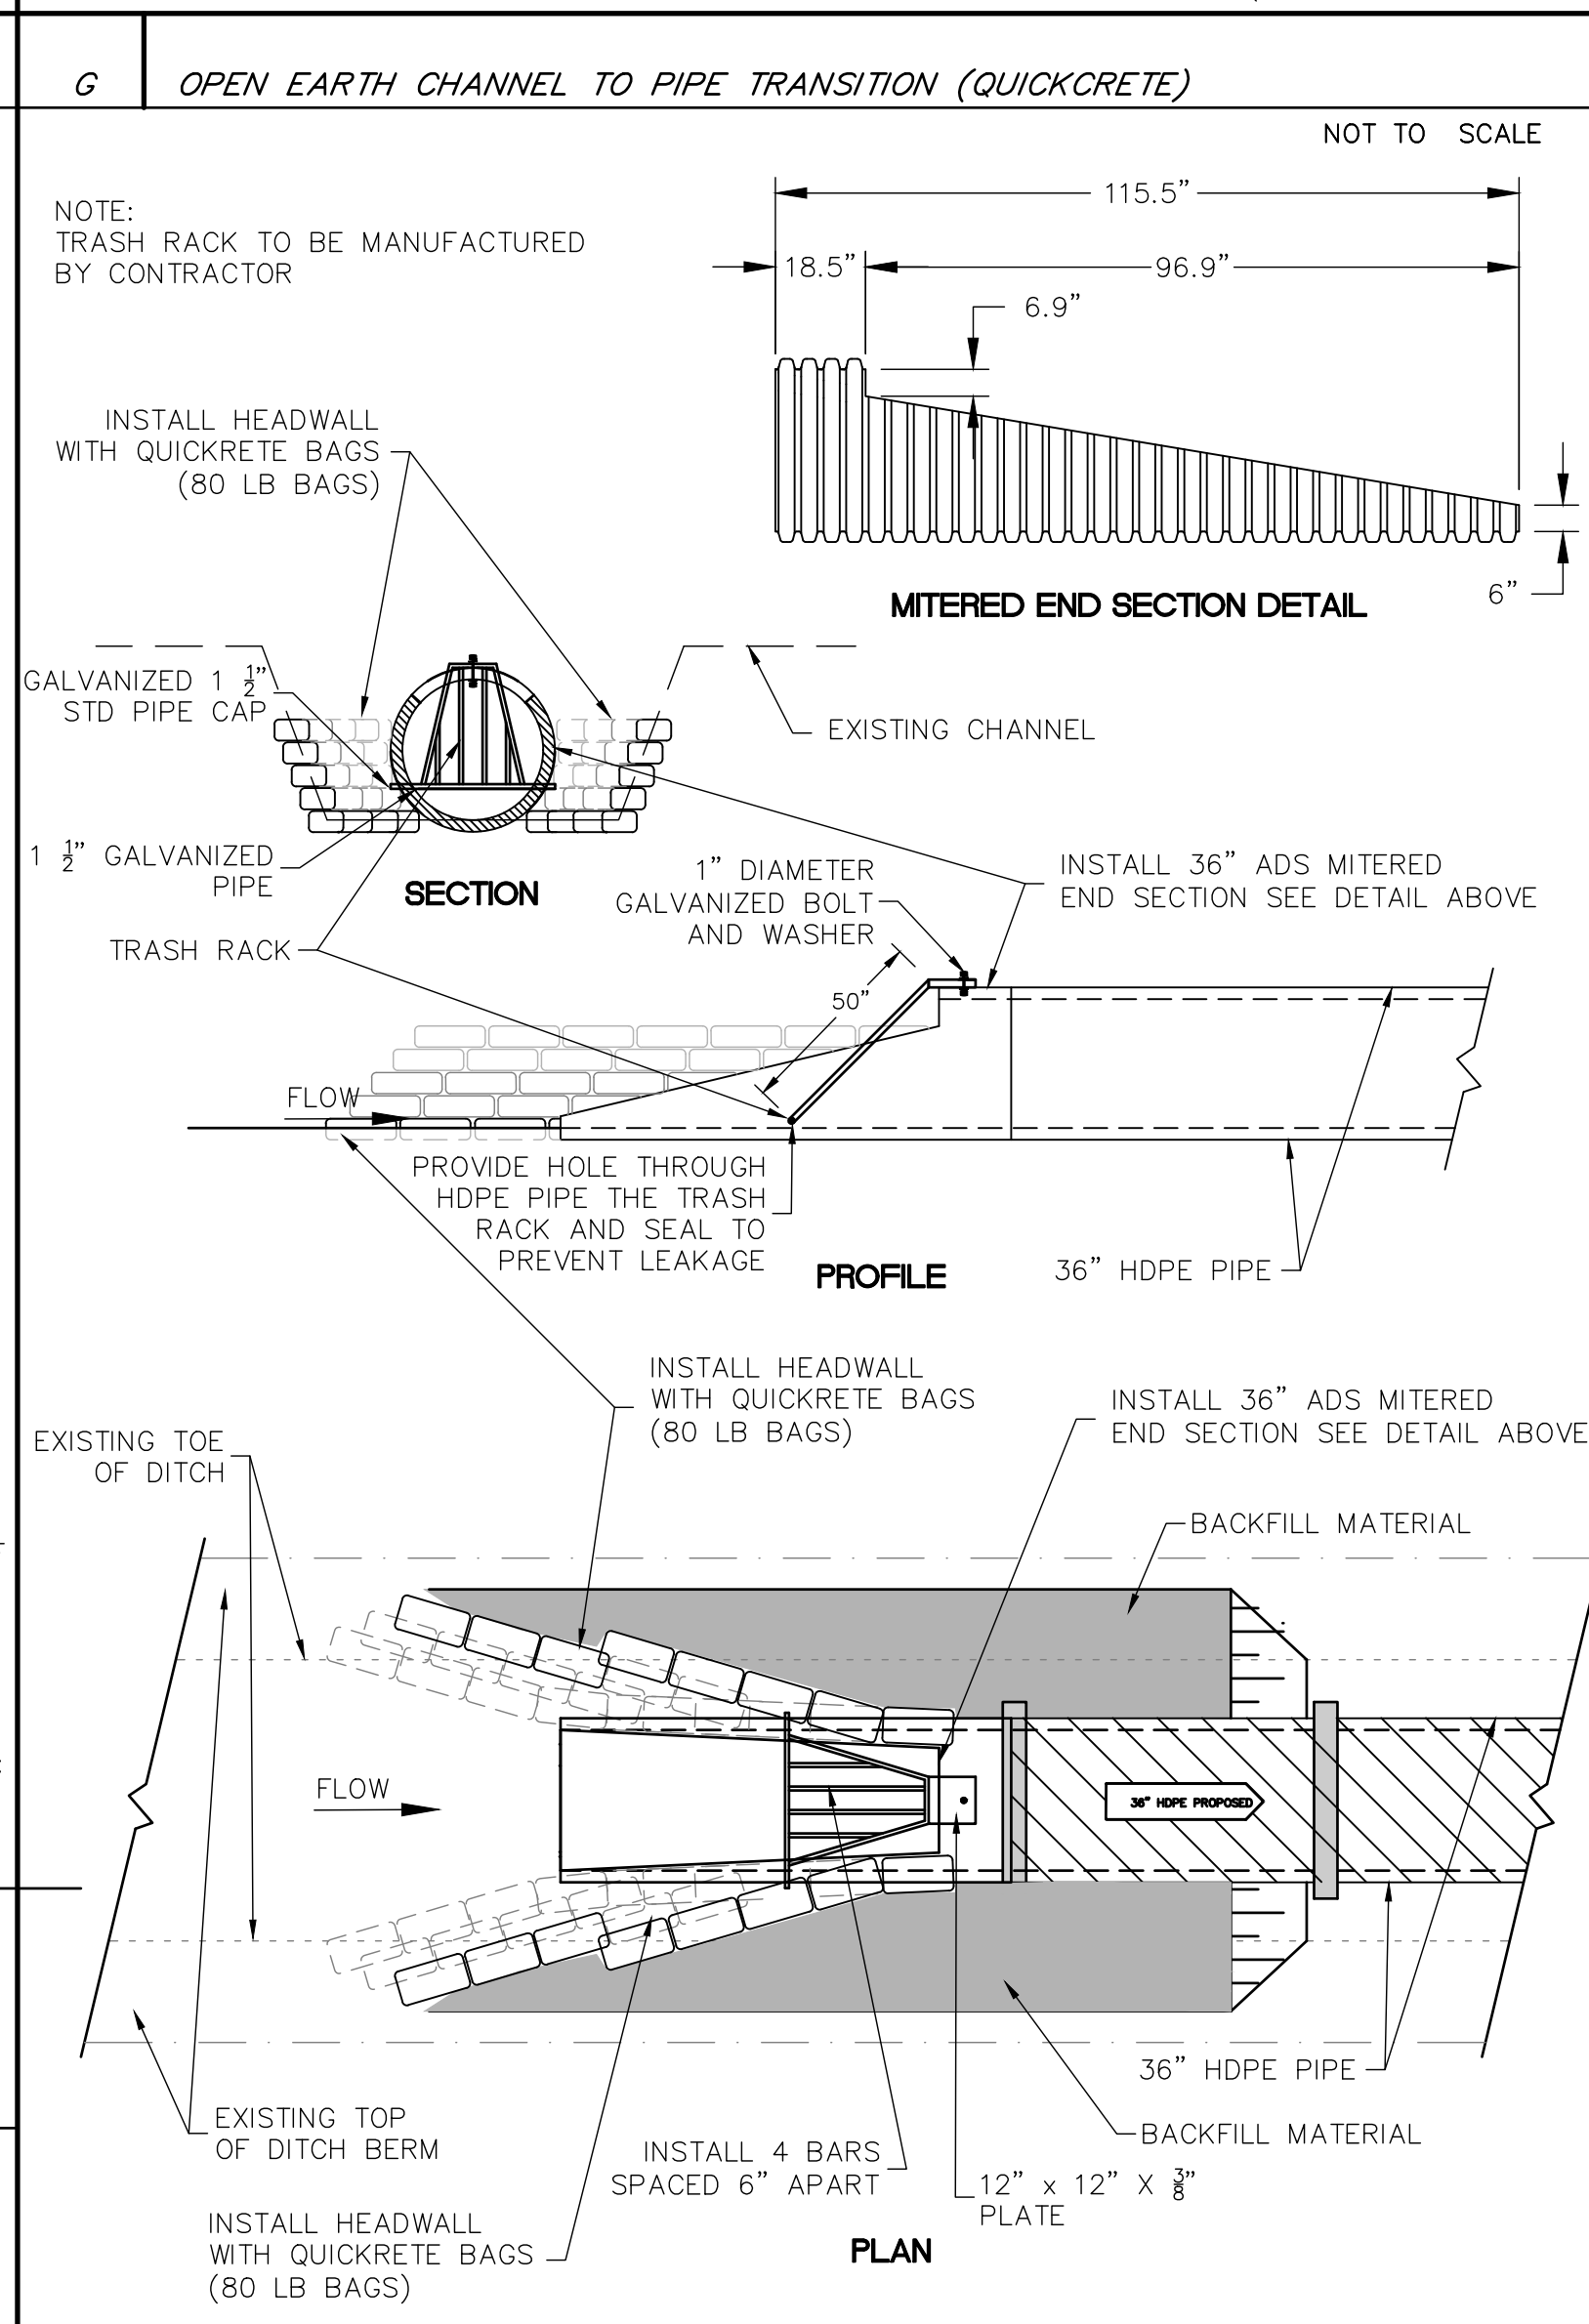 G
OPEN EARTH CHANNEL TO PIPE TRANSITION (QUICKCRETE)
NOT TO SCALE
NOTE:
TRASH RACK TO BE MANUFACTURED
BY CONTRACTOR
115.5”
18.5”
96.9”
6.9”
6”
MITERED END SECTION DETAIL
INSTALL HEADWALL
WITH QUICKRETE BAGS
(80 LB BAGS)
GALVANIZED 1 1/2”
STD PIPE CAP
EXISTING CHANNEL
1 1/2” GALVANIZED
PIPE
SECTION
TRASH RACK
1” DIAMETER
GALVANIZED BOLT
AND WASHER
INSTALL 36” ADS MITERED
END SECTION SEE DETAIL ABOVE
50”
FLOW
PROVIDE HOLE THROUGH
HDPE PIPE THE TRASH
RACK AND SEAL TO
PREVENT LEAKAGE
PROFILE
36” HDPE PIPE
INSTALL HEADWALL
WITH QUICKRETE BAGS
(80 LB BAGS)
INSTALL 36” ADS MITERED
END SECTION SEE DETAIL ABOVE
EXISTING TOE
OF DITCH
BACKFILL MATERIAL
FLOW
36” HDPE PROPOSED
36” HDPE PIPE
EXISTING TOP
OF DITCH BERM
BACKFILL MATERIAL
INSTALL 4 BARS
SPACED 6” APART
12” x 12” X 3/8”
PLATE
INSTALL HEADWALL
WITH QUICKRETE BAGS
(80 LB BAGS)
PLAN